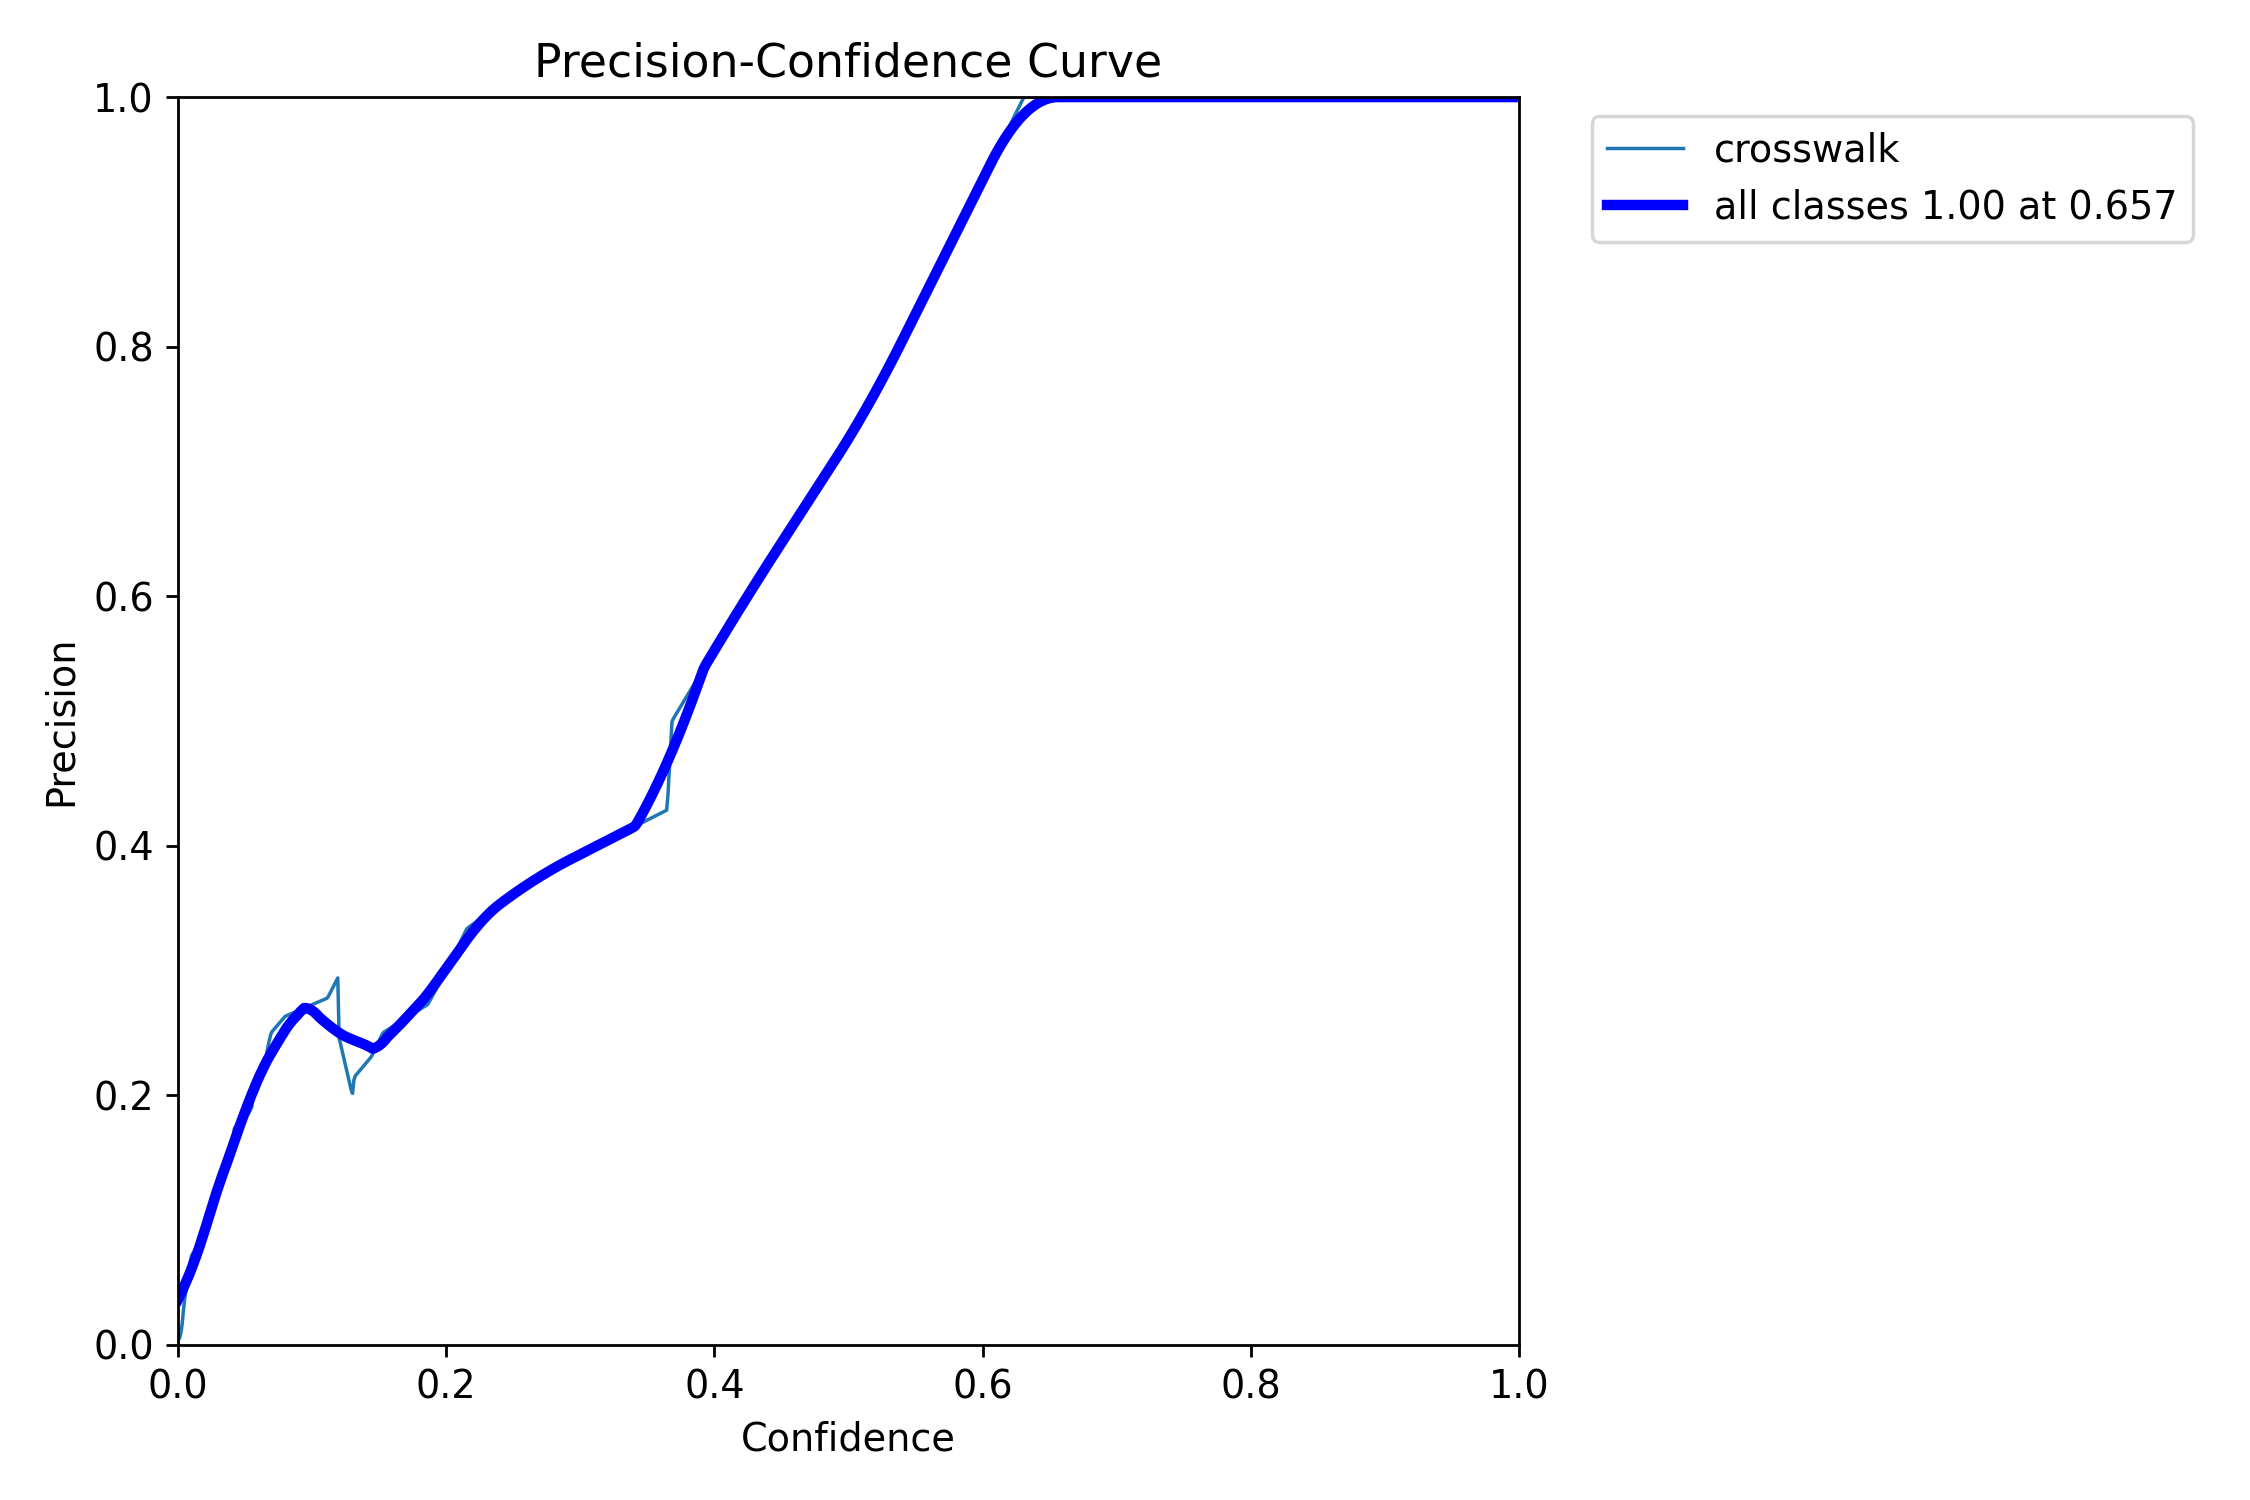 Precision-Confidence Curve
crosswalk
all classes 1.00 at 0.657
Precision
1.0
0.8
0.6
0.4
0.2
0.0
0.0 0.2 0.4 0.6 0.8 1.0
Confidence